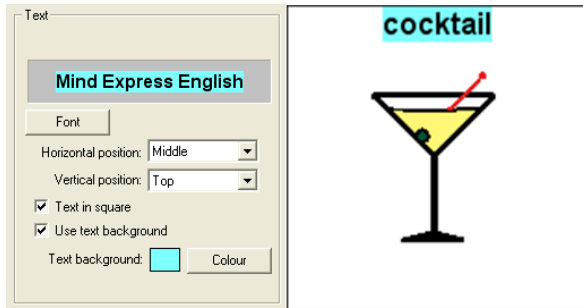 Text
Mind Express English
Font
Horizontal position: Middle
Vertical position: Top
Text in square
Use text background
Text background: Colour
cocktail